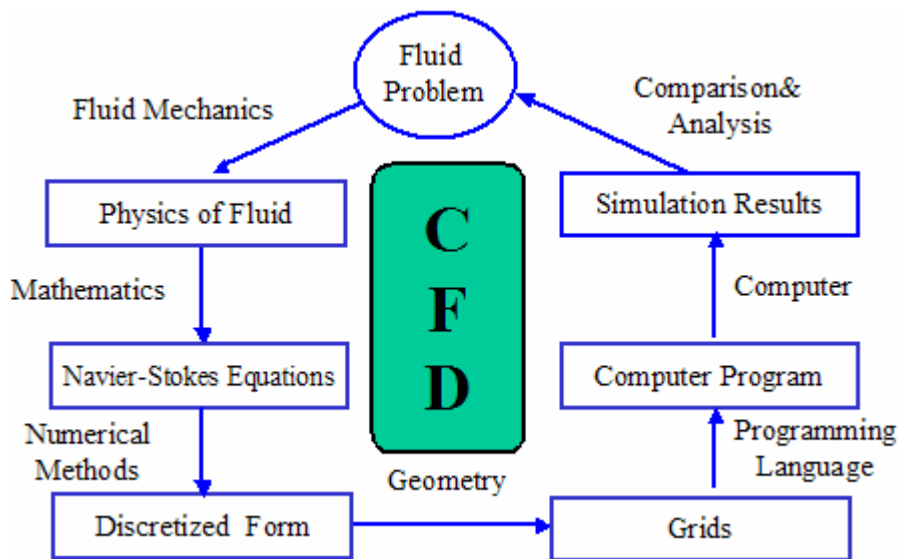 Fluid
Problem
Fluid Mechanics
Comparison&
Analysis
Physics of Fluid
Simulation Results
C
F
D
Mathematics
Computer
Navier-Stokes Equations
Computer Program
Numerical
Methods
Programming
Language
Geometry
Discretized Form
Grids